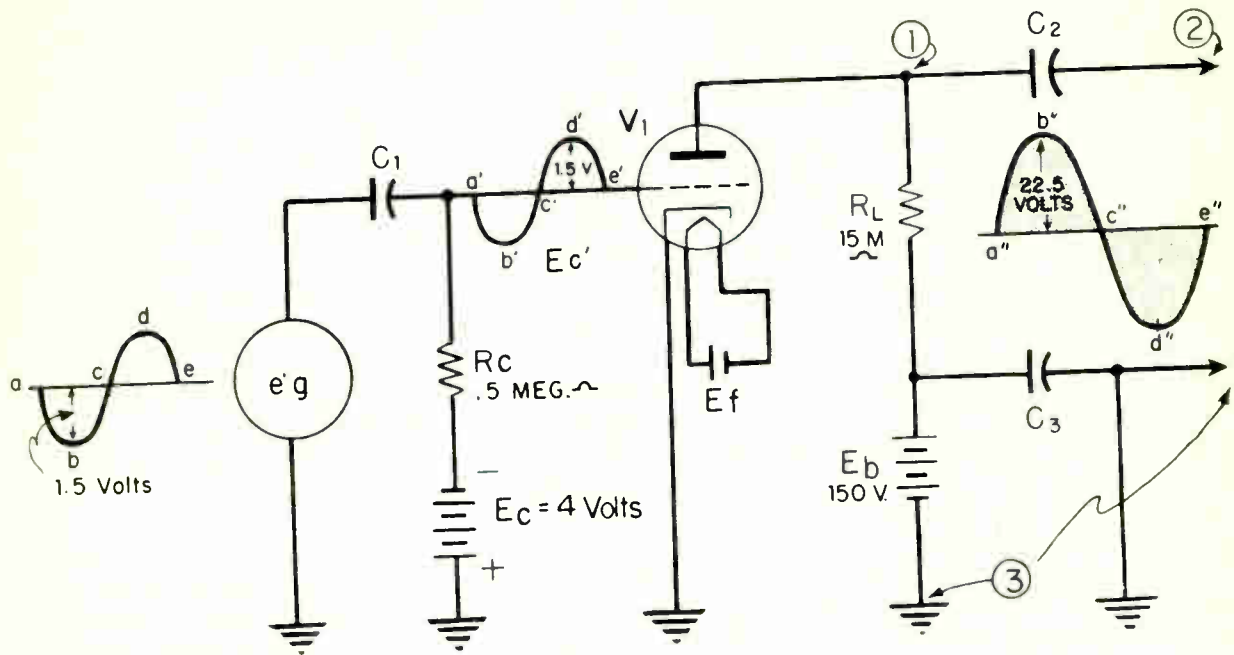 1
C2
2
V1
d'
1.5 V
a'
e'
c'
b'
Ec'
C1
b"
22.5
VOLTS
a"
c"
e"
d"
RL
15 M
d
a
c
e
b
1.5 Volts
e'g
Rc
.5 MEG.
Ef
C3
Eb
150 V.
−
Ec = 4 Volts
+
3